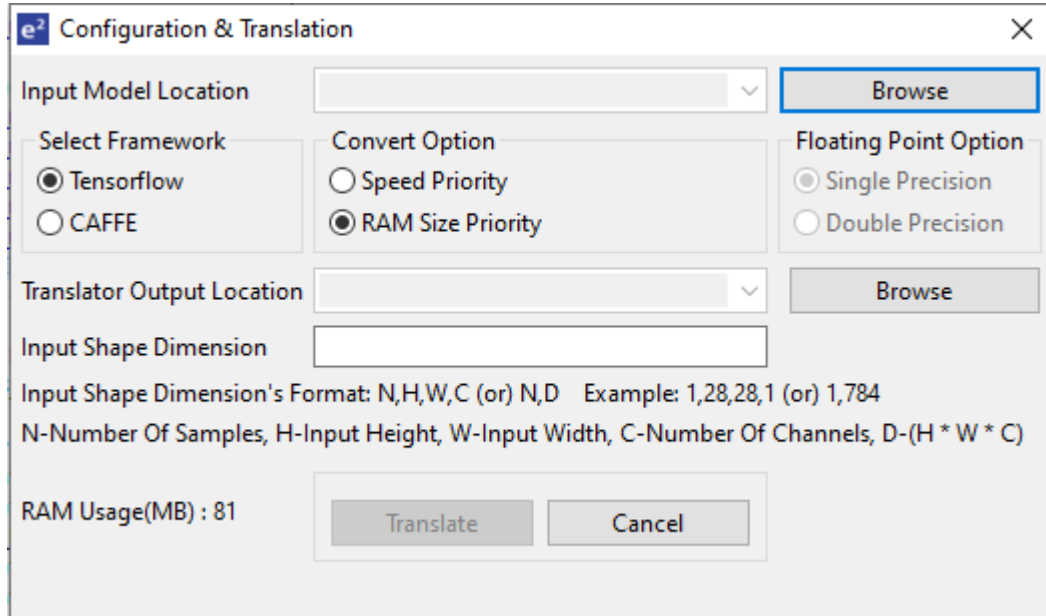 e² Configuration & Translation
Input Model Location Browse
Select Framework Convert Option Floating Point Option
Tensorflow Speed Priority Single Precision
CAFFE RAM Size Priority Double Precision
Translator Output Location Browse
Input Shape Dimension
Input Shape Dimension's Format: N,H,W,C (or) N,D Example: 1,28,28,1 (or) 1,784
N-Number Of Samples, H-Input Height, W-Input Width, C-Number Of Channels, D-(H * W * C)
RAM Usage(MB) : 81 Translate Cancel